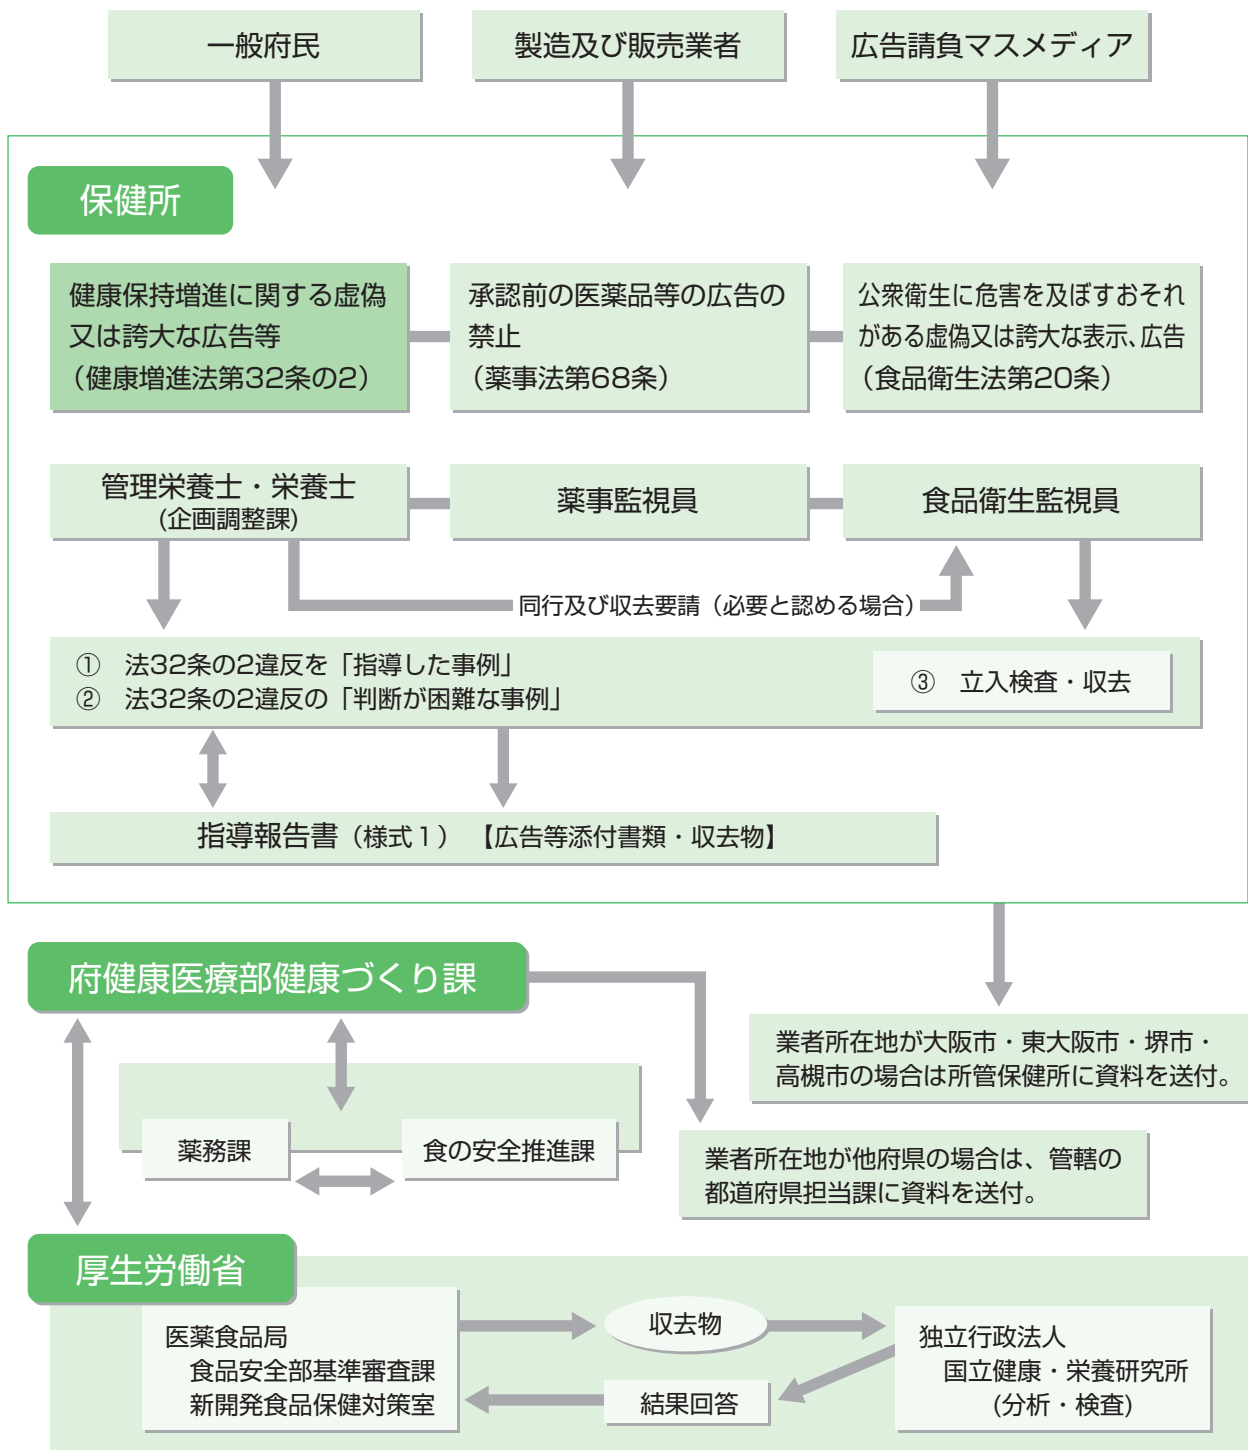 一般府民
製造及び販売業者
広告請負マスメディア
保健所
健康保持増進に関する虚偽
又は誇大な広告等
（健康増進法第32条の2）
承認前の医薬品等の広告の
禁止
（薬事法第68条）
公衆衛生に危害を及ぼすおそれ
がある虚偽又は誇大な表示、広告
（食品衛生法第20条）
管理栄養士・栄養士
(企画調整課)
薬事監視員
食品衛生監視員
同行及び収去要請（必要と認める場合）
①　法32条の2違反を「指導した事例」
②　法32条の2違反の「判断が困難な事例」
③　立入検査・収去
指導報告書（様式1）　【広告等添付書類・収去物】
府健康医療部健康づくり課
業者所在地が大阪市・東大阪市・堺市・
高槻市の場合は所管保健所に資料を送付。
薬務課
食の安全推進課
業者所在地が他府県の場合は、管轄の
都道府県担当課に資料を送付。
厚生労働省
医薬食品局
食品安全部基準審査課
新開発食品保健対策室
収去物
結果回答
独立行政法人
国立健康・栄養研究所
(分析・検査)